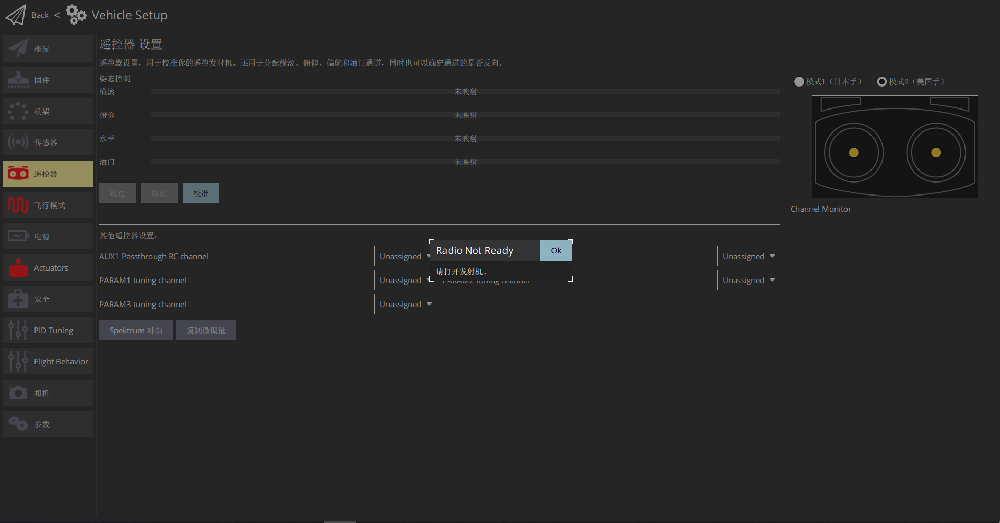 Back < Vehicle Setup
概况
固件
机架
传感器
遥控器
飞行模式
电源
Actuators
安全
PID Tuning
Flight Behavior
相机
参数
遥控器 设置
遥控器设置，用于校准你的遥控发射机。还用于分配横滚、俯仰、偏航和油门通道，同时也可以确定通道的是否反向。
姿态控制
横滚 未映射
俯仰 未映射
水平 未映射
油门 未映射
跳过 取消 校准
模式1（日本手） 模式2（美国手）
Channel Monitor
其他遥控器设置：
AUX1 Passthrough RC channel Unassigned Unassigned
PARAM1 tuning channel Unassigned PARAM2 tuning channel Unassigned
PARAM3 tuning channel Unassigned
Spektrum 对频 复制微调量
Radio Not Ready Ok
请打开发射机。